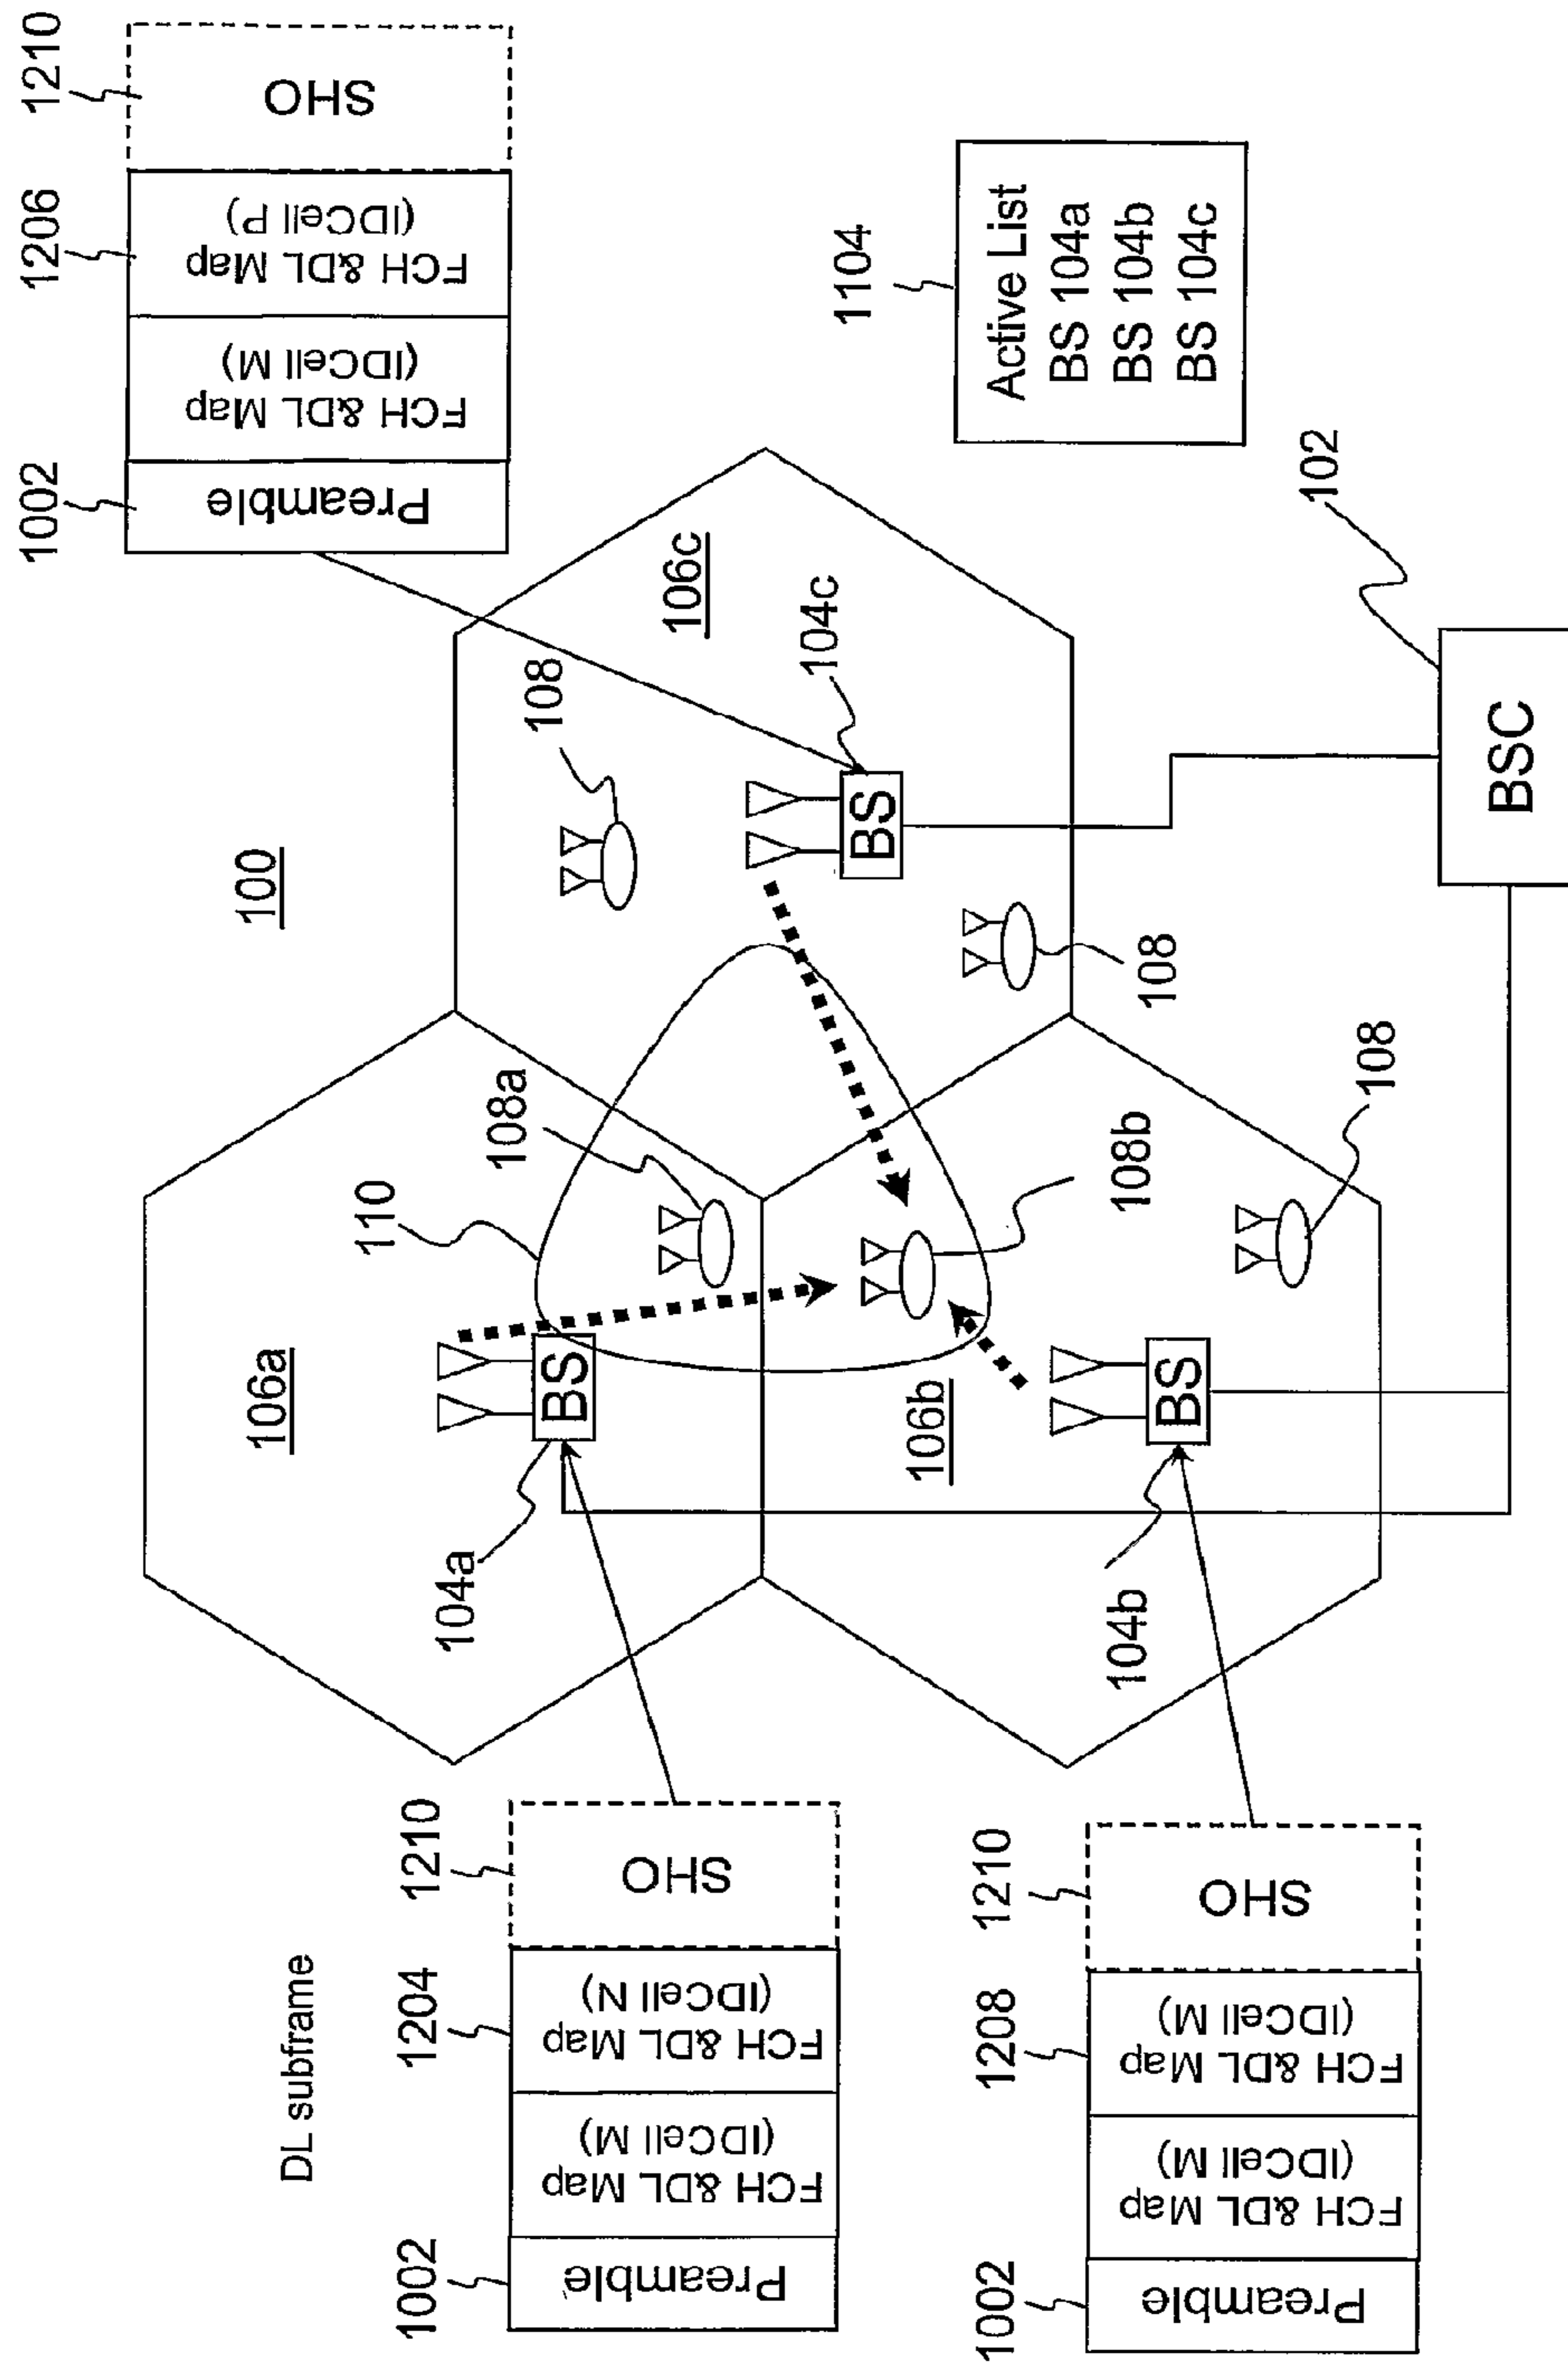 DL subframe
1002
1204
1210
Preamble
FCH &DL Map
(IDCell M)
FCH &DL Map
(IDCell N)
SHO
1002
1208
1210
Preamble
FCH &DL Map
(IDCell M)
FCH &DL Map
(IDCell M)
SHO
1002
1206
1210
Preamble
FCH &DL Map
(IDCell M)
FCH &DL Map
(IDCell P)
SHO
100
106a
110
108a
104a
BS
106b
108b
104b
BS
108
106c
108
104c
BS
108
1104
Active List
BS 104a
BS 104b
BS 104c
102
BSC